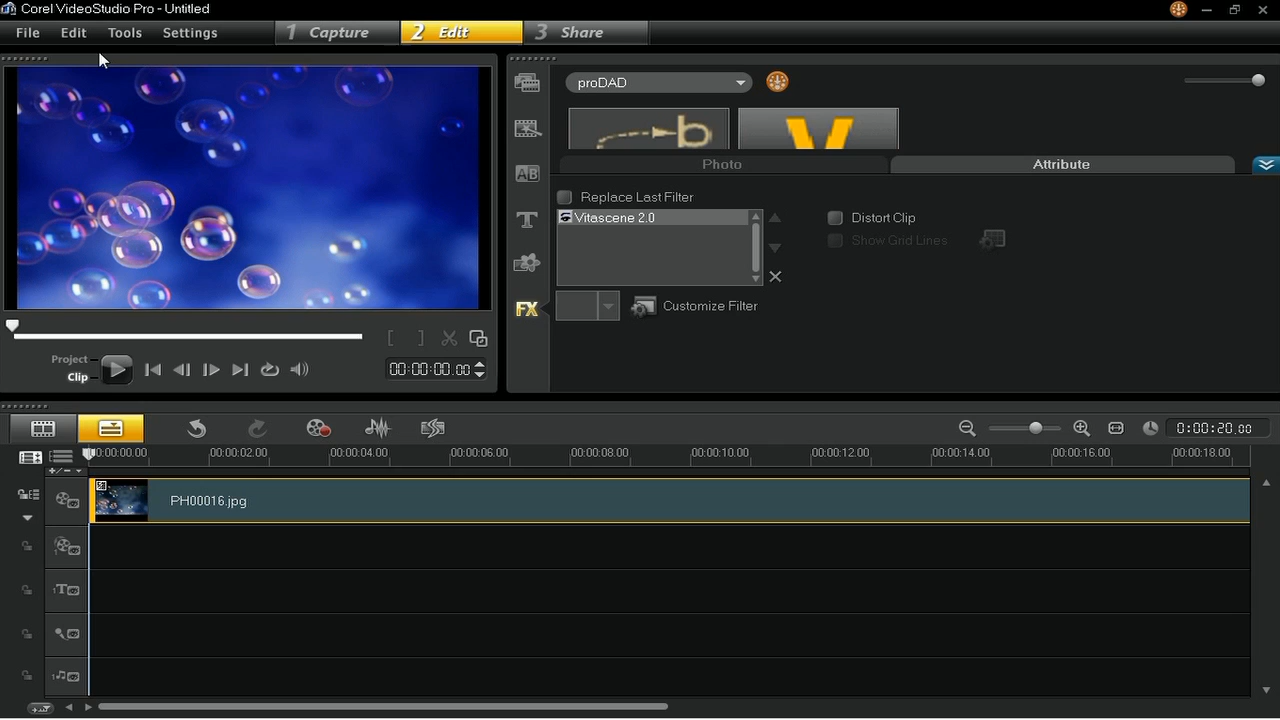 Corel VideoStudio Pro - Untitled
File Edit Tools Settings 1 Capture 2 Edit 3 Share
proDAD
b
Photo Attribute
Replace Last Filter
Vitascene 2.0
Distort Clip
Show Grid Lines
AB
T
FX
Customize Filter
Project
Clip
00:00:00.00
0:00:20.00
00:00:00.00 00:00:02.00 00:00:04.00 00:00:06.00 00:00:08.00 00:00:10.00 00:00:12.00 00:00:14.00 00:00:16.00 00:00:18.00
PH00016.jpg
1
1T
1